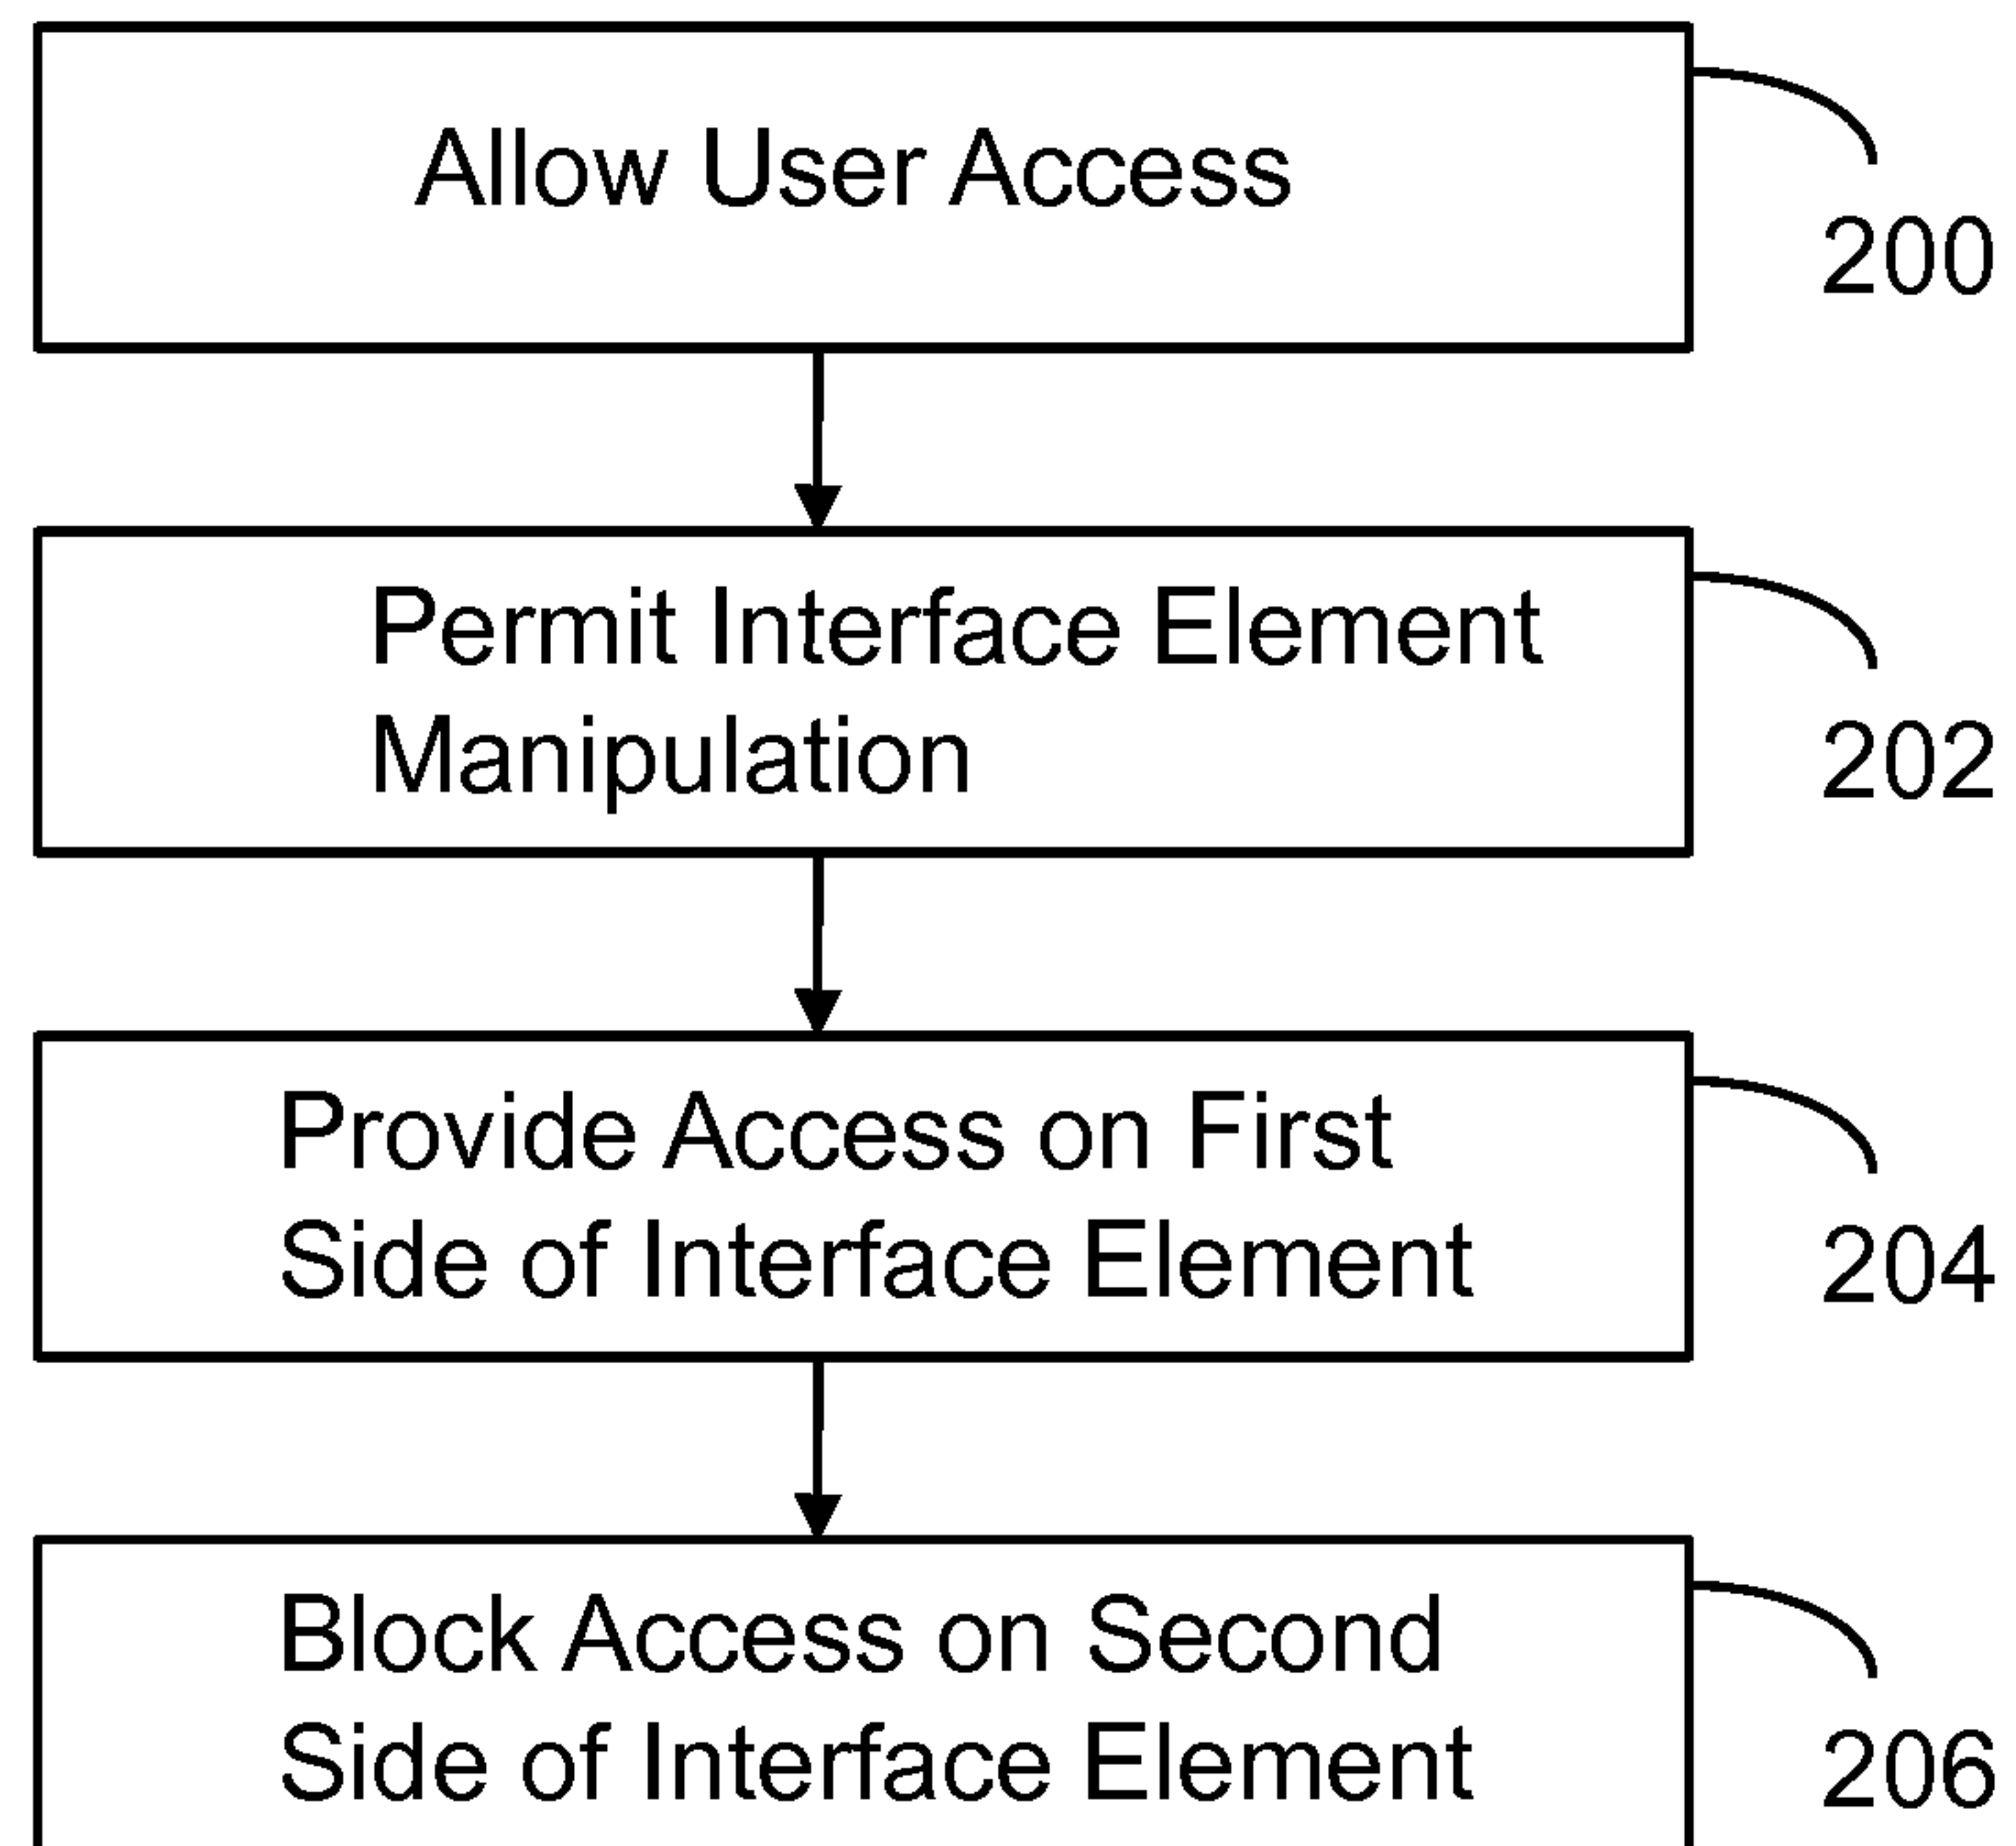 Allow User Access
200
Permit Interface Element
Manipulation
202
Provide Access on First
Side of Interface Element
204
Block Access on Second
Side of Interface Element
206